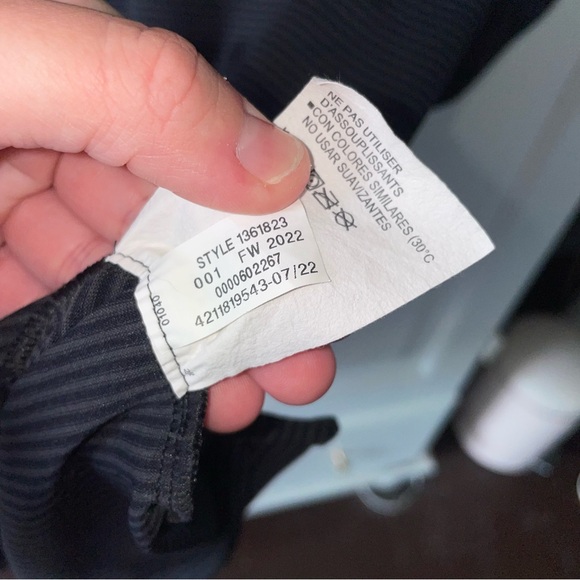 NE PAS UTILISER
D'ASSOUPLISSANTS
▪CON COLORES SIMILARES /30°C
NO USAR SUAVIZANTES
STYLE 1361823
001 FW 2022
0000602267
4211819543-07/22